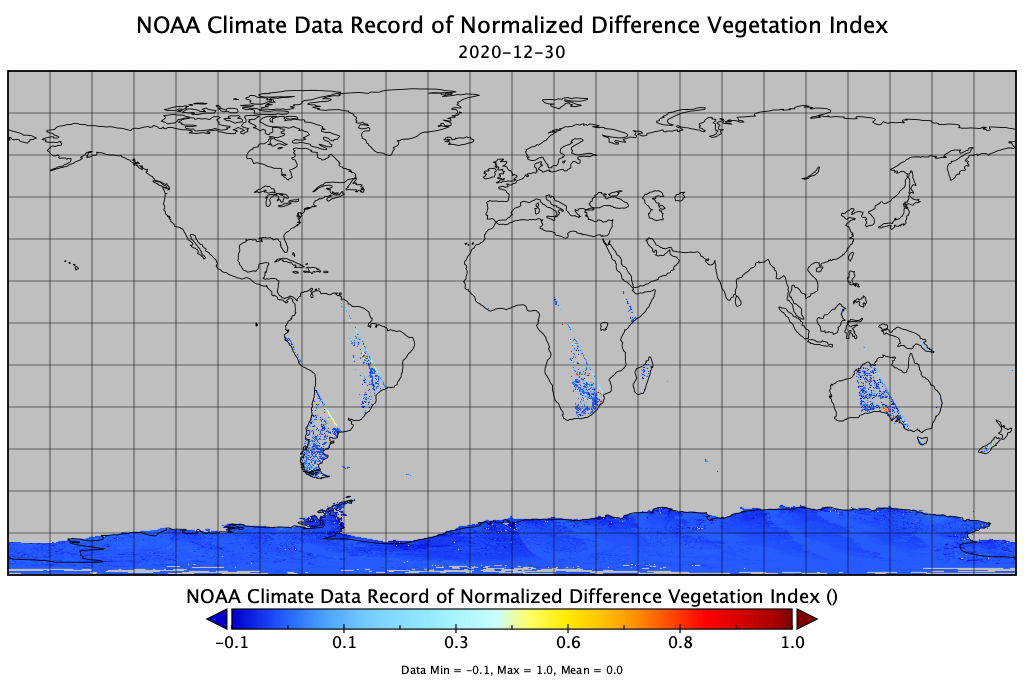 NOAA Climate Data Record of Normalized Difference Vegetation Index
2020-12-30
NOAA Climate Data Record of Normalized Difference Vegetation Index ()
-0.1 0.1 0.3 0.6 0.8 1.0
Data Min = -0.1, Max = 1.0, Mean = 0.0